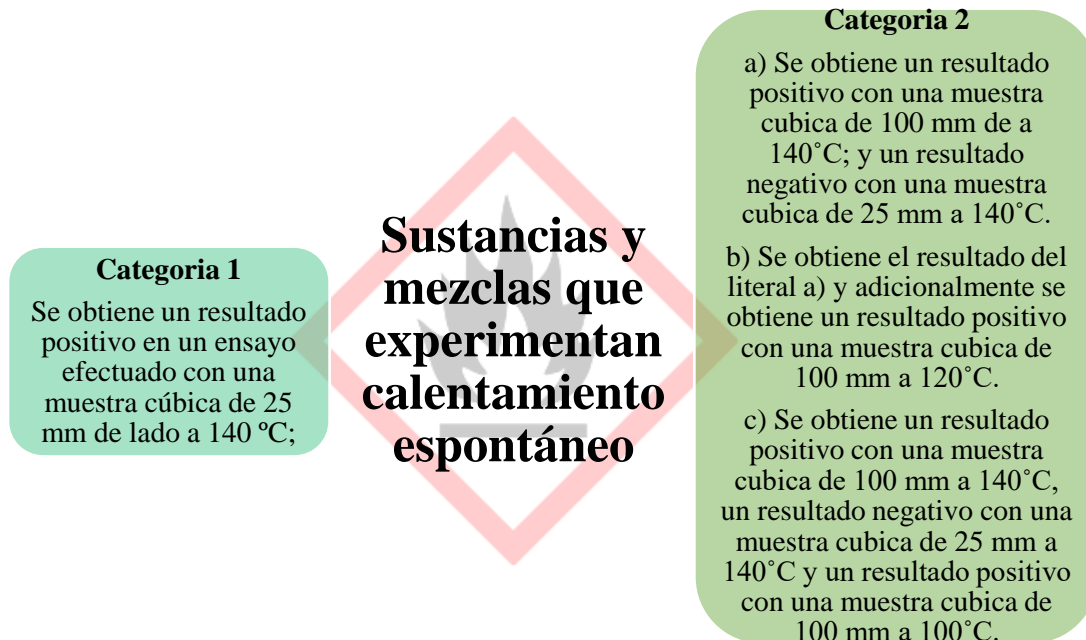 Categoria 1
Se obtiene un resultado
positivo en un ensayo
efectuado con una
muestra cúbica de 25
mm de lado a 140 ºC;
Sustancias y
mezclas que
experimentan
calentamiento
espontáneo
Categoria 2
a) Se obtiene un resultado
positivo con una muestra
cubica de 100 mm de a
140˚C; y un resultado
negativo con una muestra
cubica de 25 mm a 140˚C.
b) Se obtiene el resultado del
literal a) y adicionalmente se
obtiene un resultado positivo
con una muestra cubica de
100 mm a 120˚C.
c) Se obtiene un resultado
positivo con una muestra
cubica de 100 mm a 140˚C,
un resultado negativo con una
muestra cubica de 25 mm a
140˚C y un resultado positivo
con una muestra cubica de
100 mm a 100˚C.